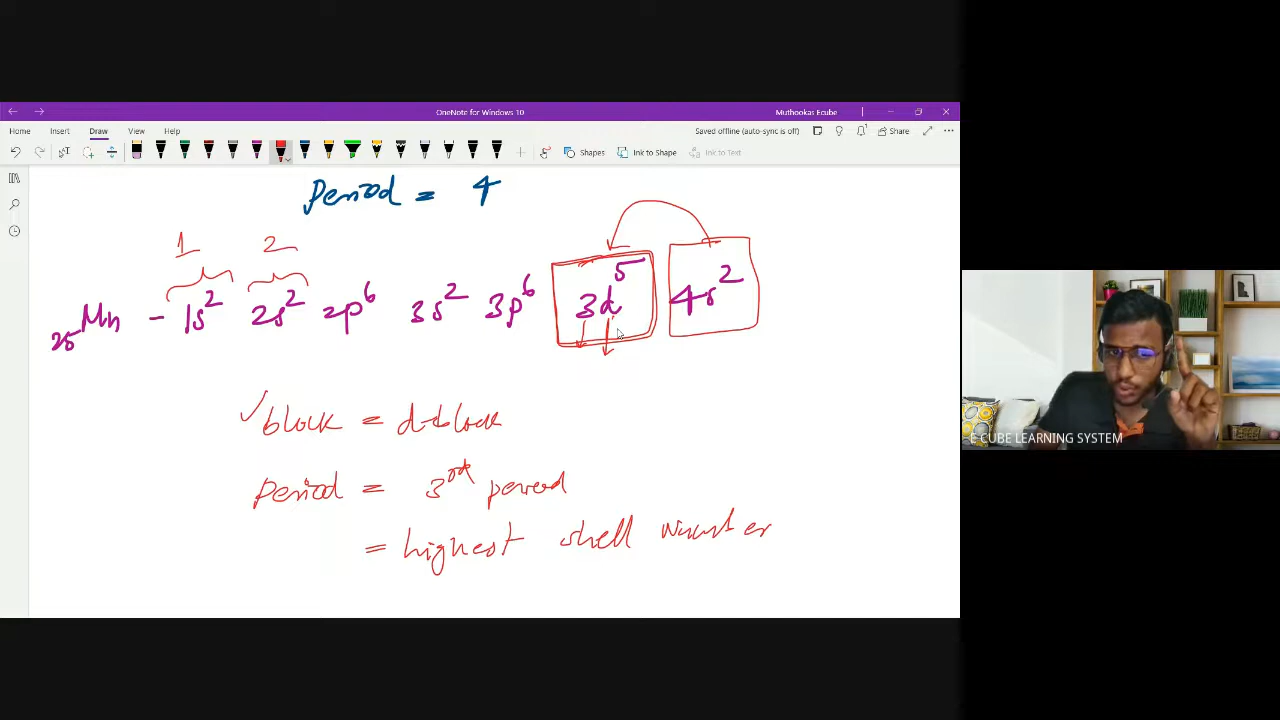 OneNote for Windows 10
Muthookas Ecube
Home Insert Draw View Help
Saved offline (auto-sync is off)
Share
Shapes
Ink to Shape
Ink to Text
Period = 4
1 2
25Mn - 1s² 2s² 2p⁶ 3s² 3p⁶ 3d⁵ 4s²
block = d-block
period = 3rd period
= highest shell number
E CUBE LEARNING SYSTEM